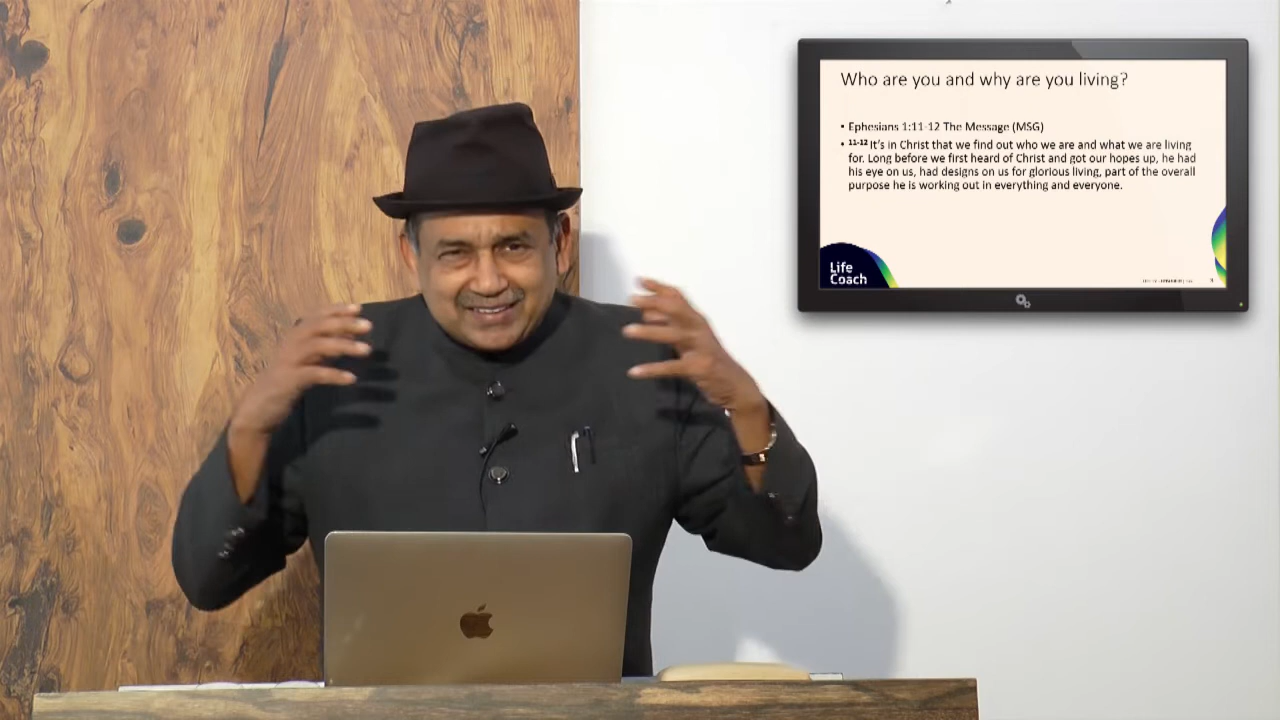 Who are you and why are you living?
• Ephesians 1:11-12 The Message (MSG)
• 11-12 It's in Christ that we find out who we are and what we are living
for. Long before we first heard of Christ and got our hopes up, he had
his eye on us, had designs on us for glorious living, part of the overall
purpose he is working out in everything and everyone.
Life
Coach